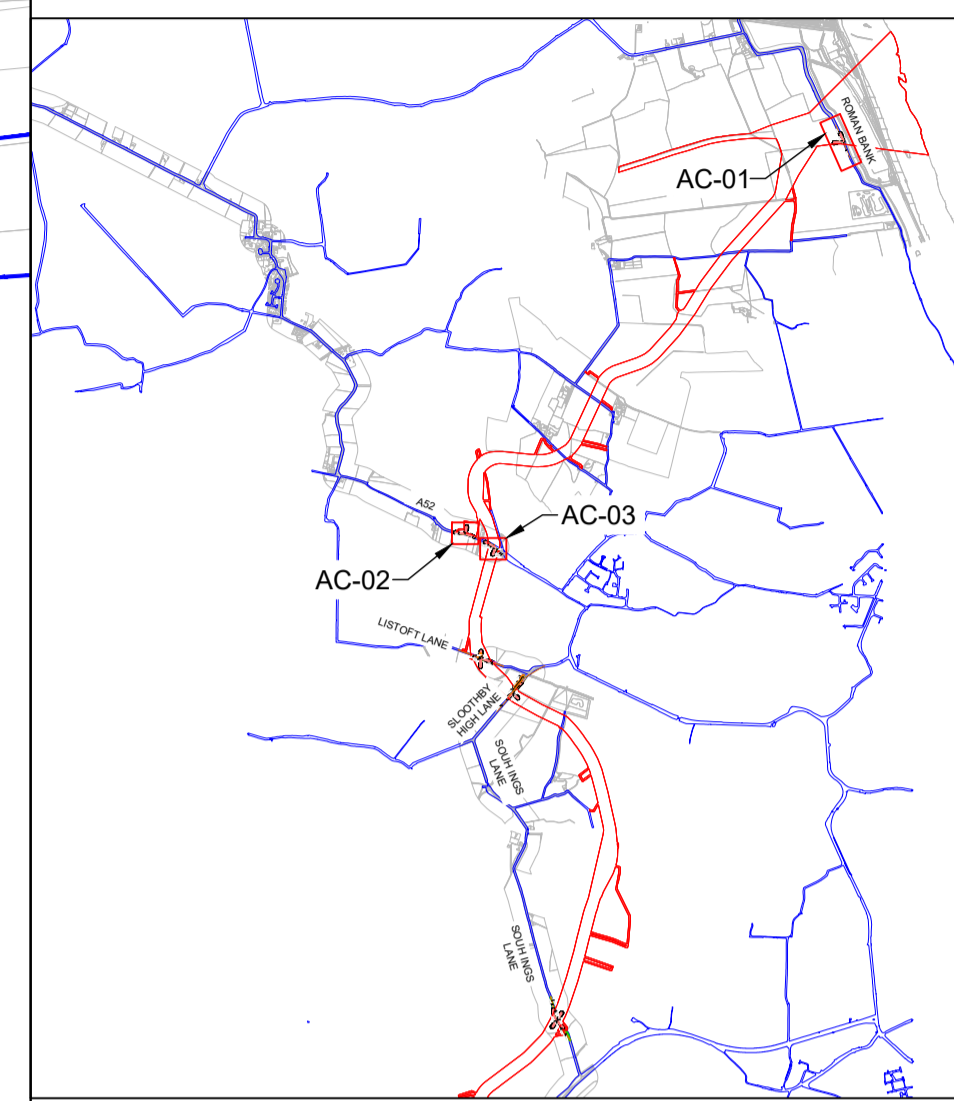 ROMAN BANK
AC-01
A52
AC-03
AC-02
LISTOFT LANE
SLOOTHBY
HIGH LANE
SOUH INGS
LANE
SOUH INGS
LANE